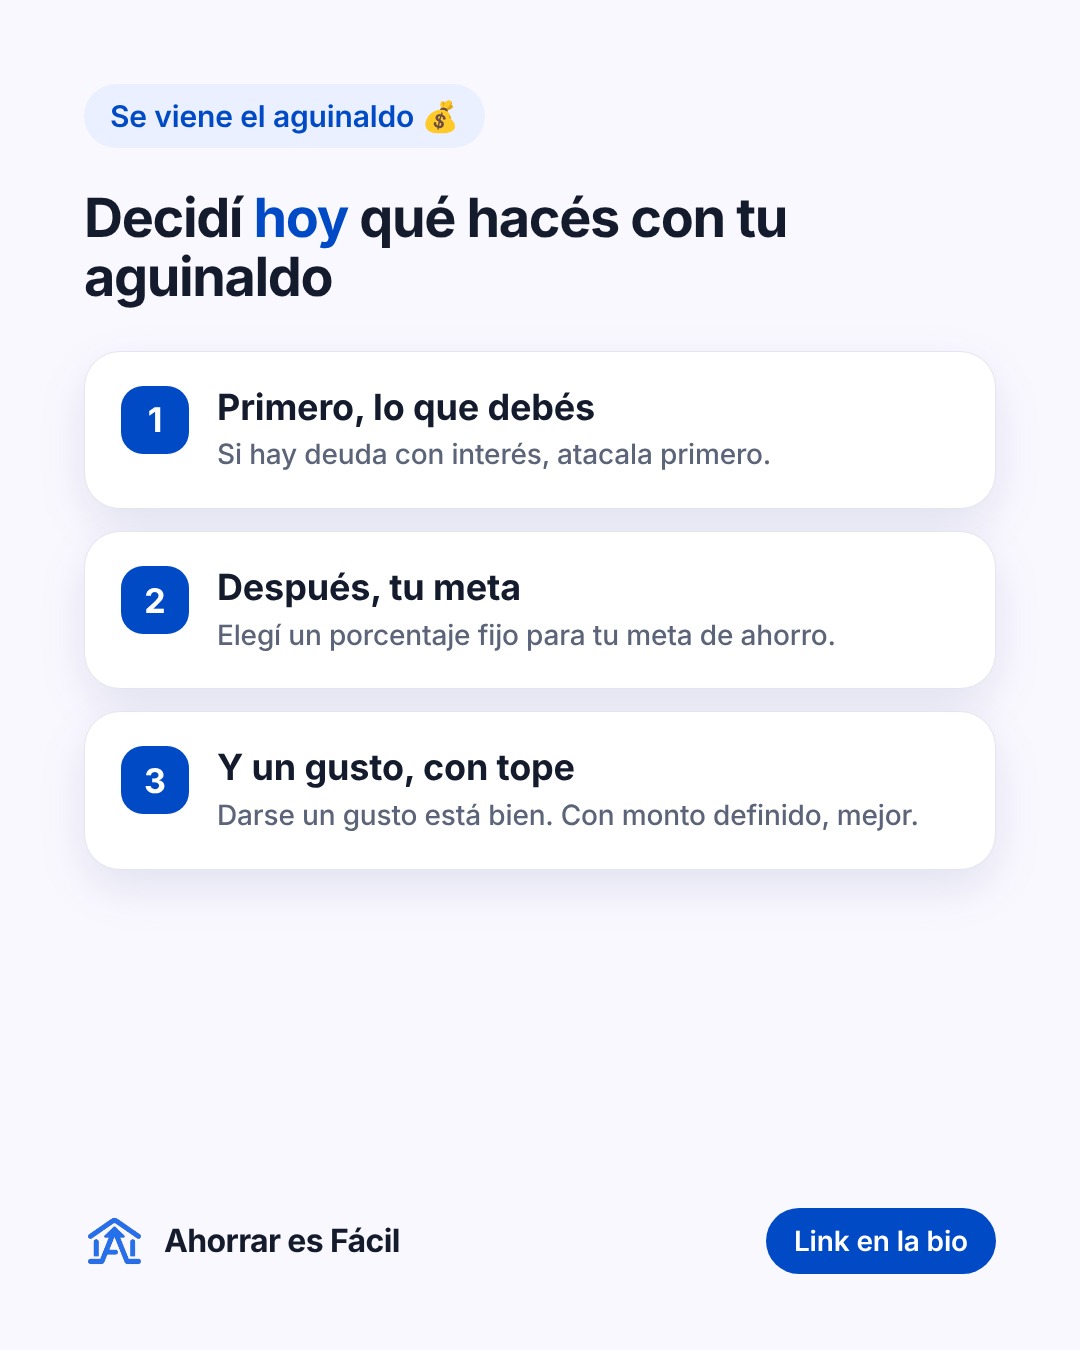 Se viene el aguinaldo 💰
Decidí hoy qué hacés con tu
aguinaldo
1
Primero, lo que debés
Si hay deuda con interés, atacala primero.
2
Después, tu meta
Elegí un porcentaje fijo para tu meta de ahorro.
3
Y un gusto, con tope
Darse un gusto está bien. Con monto definido, mejor.
Ahorrar es Fácil
Link en la bio